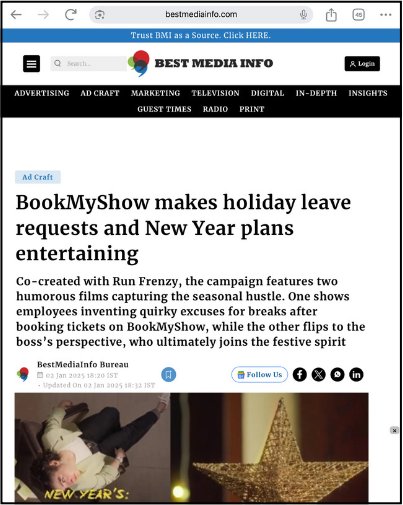 bestmediainfo.com
45
Trust BMI as a Source. Click HERE.
Search...
BEST MEDIA INFO
Login
ADVERTISING AD CRAFT MARKETING TELEVISION DIGITAL IN-DEPTH INSIGHTS
GUEST TIMES RADIO PRINT
Ad Craft
BookMyShow makes holiday leave
requests and New Year plans
entertaining
Co-created with Run Frenzy, the campaign features two
humorous films capturing the seasonal hustle. One shows
employees inventing quirky excuses for breaks after
booking tickets on BookMyShow, while the other flips to the
boss’s perspective, who ultimately joins the festive spirit
BestMediaInfo Bureau
02 Jan 2025 18:20 IST
- Updated On 02 Jan 2025 18:32 IST
Follow Us
NEW YEAR'S: